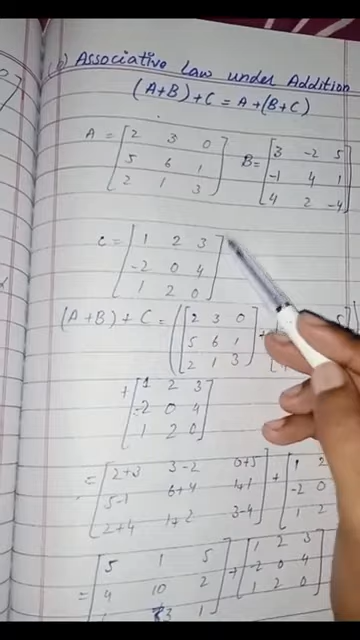 (b) Associative Law under Addition
(A+B)+C = A+(B+C)
A = [2 3 0 B = [3 -2 5
5 6 1 -1 4 1
2 1 3] 4 2 -4]
C = [1 2 3
-2 0 4
1 2 0]
(A+B)+C = ([2 3 0 +
5 6 1
2 1 3]
+ [1 2 3
-2 0 4
1 2 0]
= [2+3 3-2 0+5 + [1 2
5-1 6+4 1+1 -2 0
2+4 1+2 3-4] 1 2
= [5 1 5 + [1 2 3
4 10 2 -2 0 4
3 1 1 2 0]